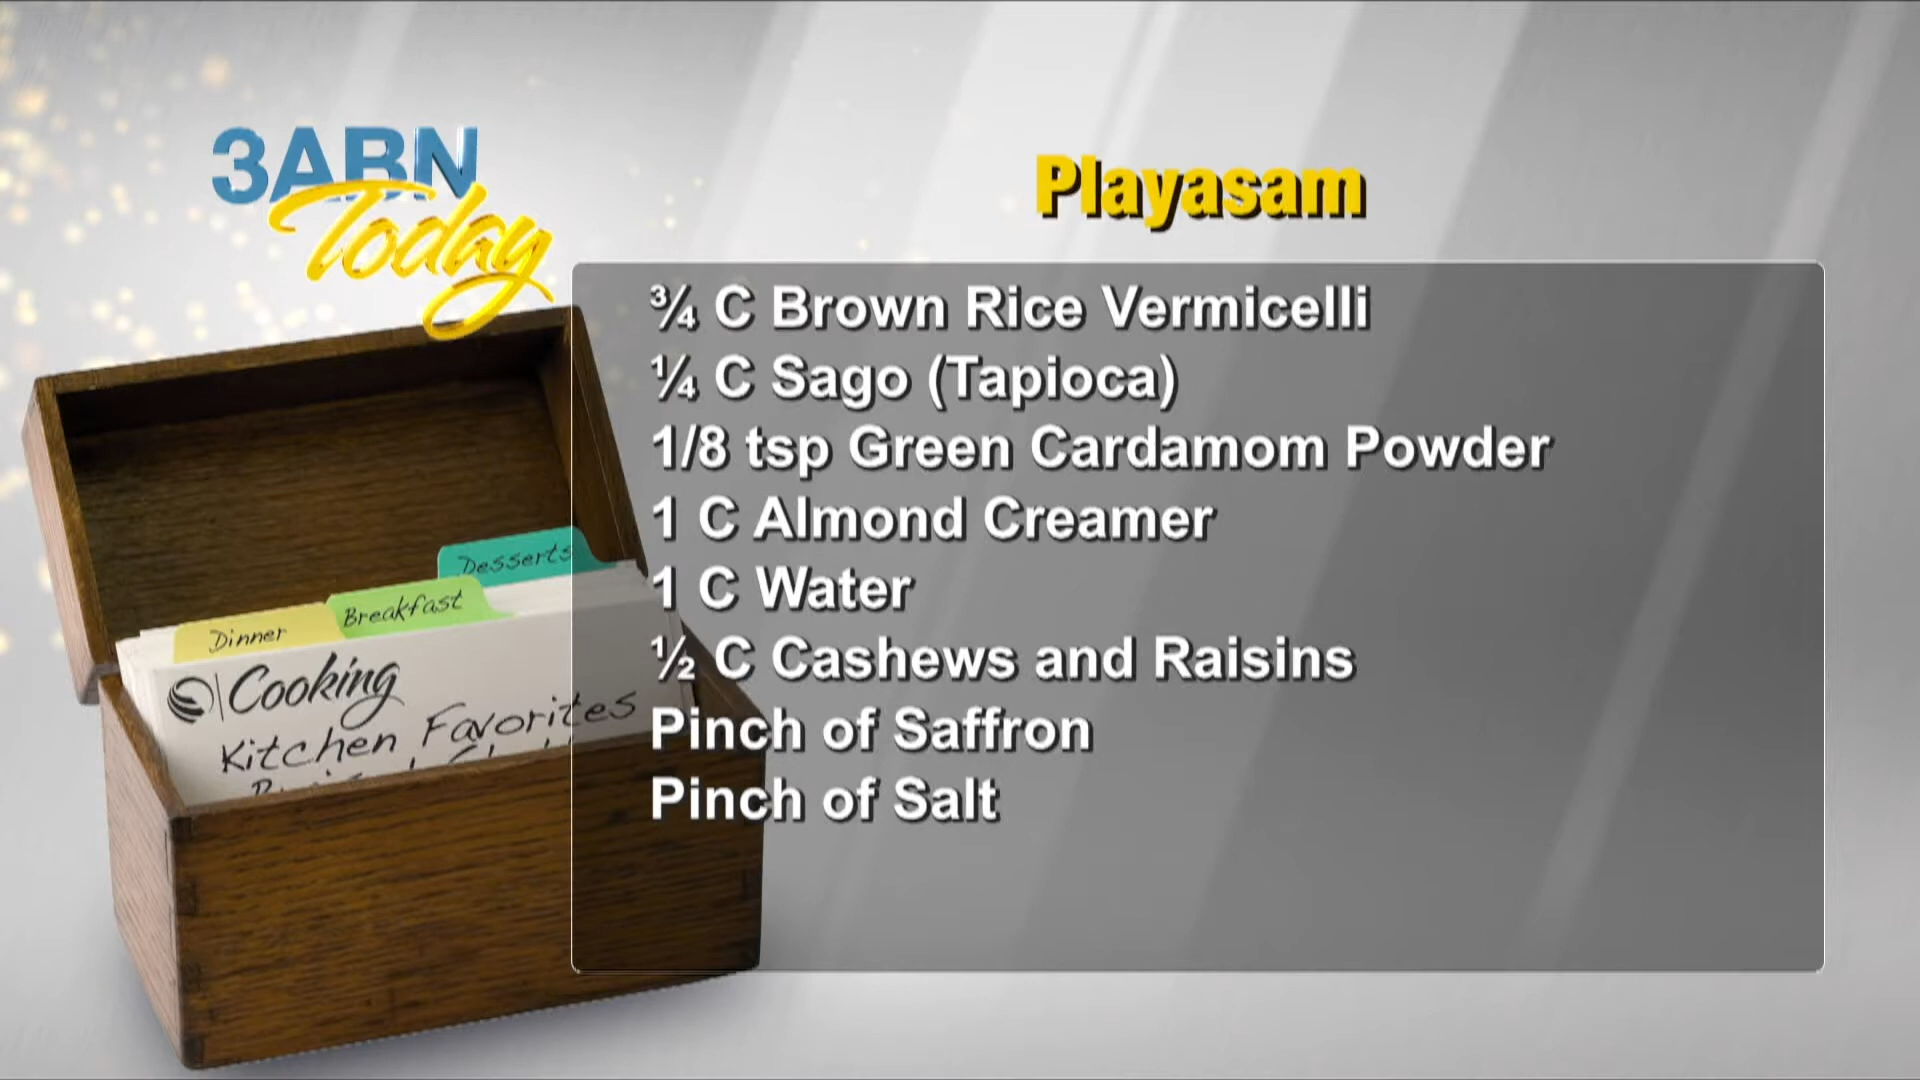 3ABN
Today
Playasam
¾ C Brown Rice Vermicelli
¼ C Sago (Tapioca)
1/8 tsp Green Cardamom Powder
1 C Almond Creamer
1 C Water
½ C Cashews and Raisins
Pinch of Saffron
Pinch of Salt
Desserts
Breakfast
Dinner
Cooking
Kitchen Favorites